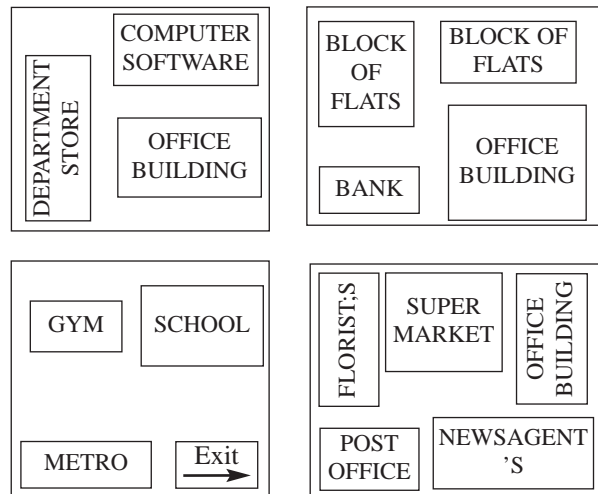 COMPUTER
SOFTWARE
DEPARTMENT
STORE
OFFICE
BUILDING
BLOCK
OF
FLATS
BLOCK OF
FLATS
BANK
OFFICE
BUILDING
GYM
SCHOOL
METRO
Exit
FLORIST;S
SUPER
MARKET
OFFICE
BUILDING
POST
OFFICE
NEWSAGENT
’S